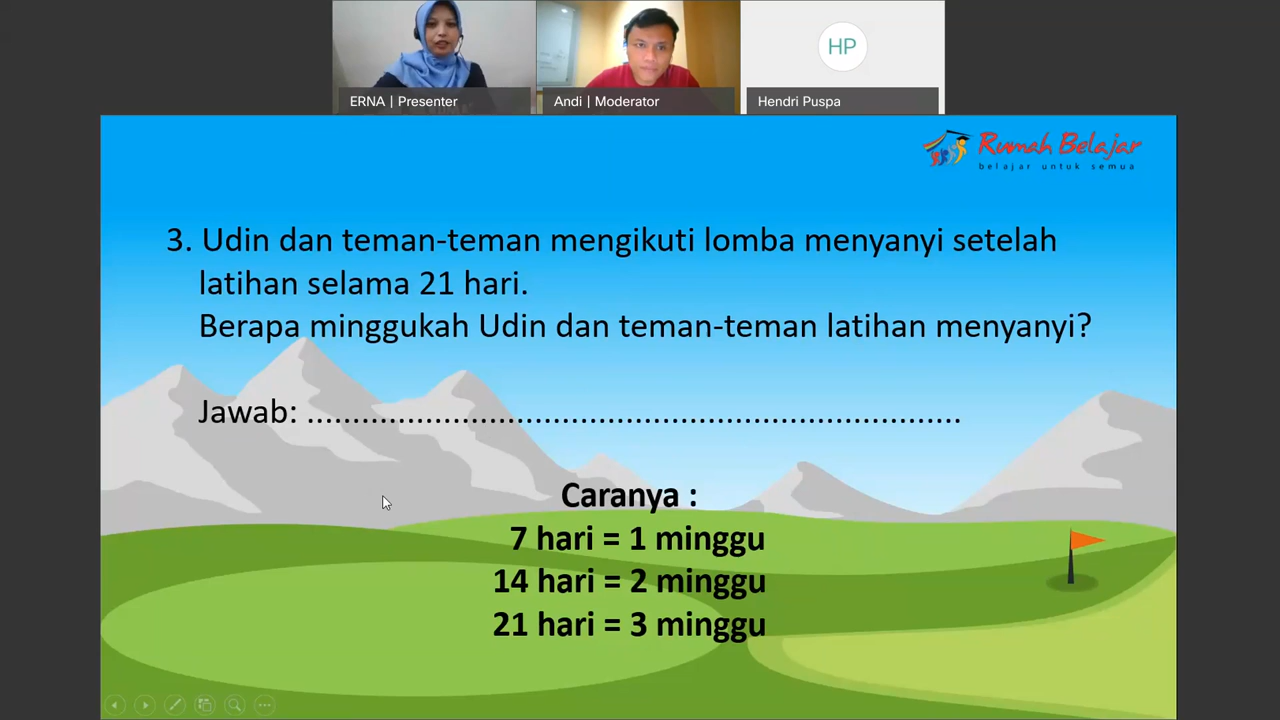 ERNA | Presenter
Andi | Moderator
HP
Hendri Puspa
Rumah Belajar
belajar untuk semua
3. Udin dan teman-teman mengikuti lomba menyanyi setelah
latihan selama 21 hari.
Berapa minggukah Udin dan teman-teman latihan menyanyi?
Jawab: .....................................................................................
Caranya :
7 hari = 1 minggu
14 hari = 2 minggu
21 hari = 3 minggu